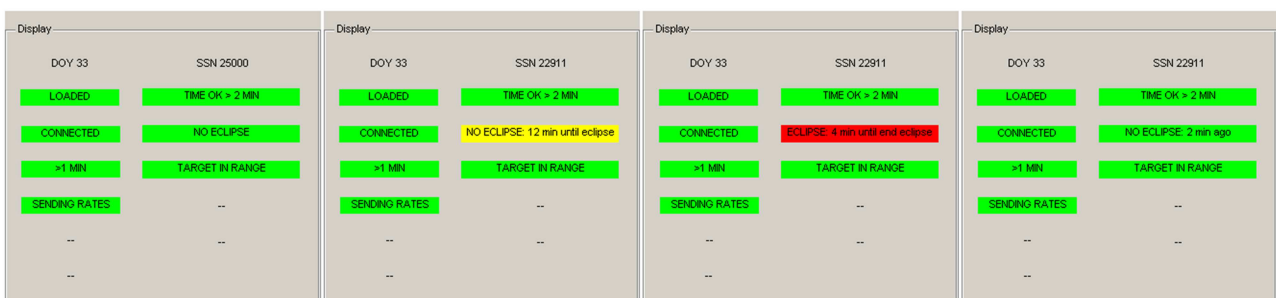 Display
DOY 33 SSN 25000
LOADED TIME OK > 2 MIN
CONNECTED NO ECLIPSE
>1 MIN TARGET IN RANGE
SENDING RATES --
-- --
--
Display
DOY 33 SSN 22911
LOADED TIME OK > 2 MIN
CONNECTED NO ECLIPSE: 12 min until eclipse
>1 MIN TARGET IN RANGE
SENDING RATES --
-- --
--
Display
DOY 33 SSN 22911
LOADED TIME OK > 2 MIN
CONNECTED ECLIPSE: 4 min until end eclipse
>1 MIN TARGET IN RANGE
SENDING RATES --
-- --
--
Display
DOY 33 SSN 22911
LOADED TIME OK > 2 MIN
CONNECTED NO ECLIPSE: 2 min ago
>1 MIN TARGET IN RANGE
SENDING RATES --
-- --
--